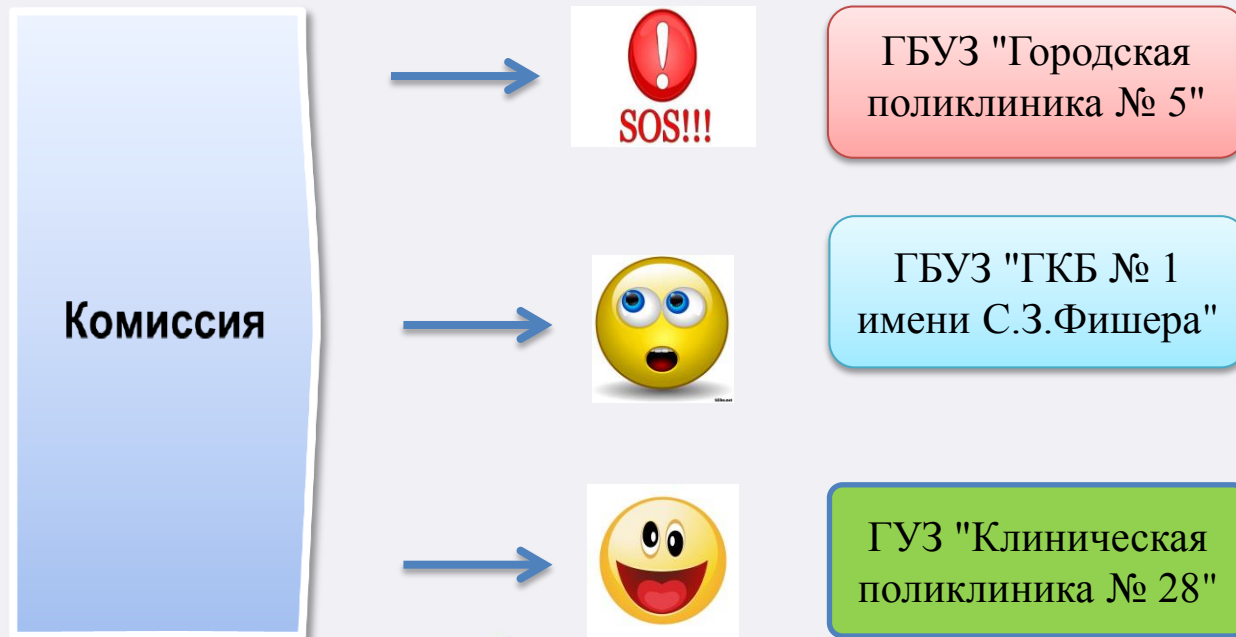 Комиссия
SOS!!!
ГБУЗ "Городская
поликлиника № 5"
ГБУЗ "ГКБ № 1
имени С.З.Фишера"
ГУЗ "Клиническая
поликлиника № 28"